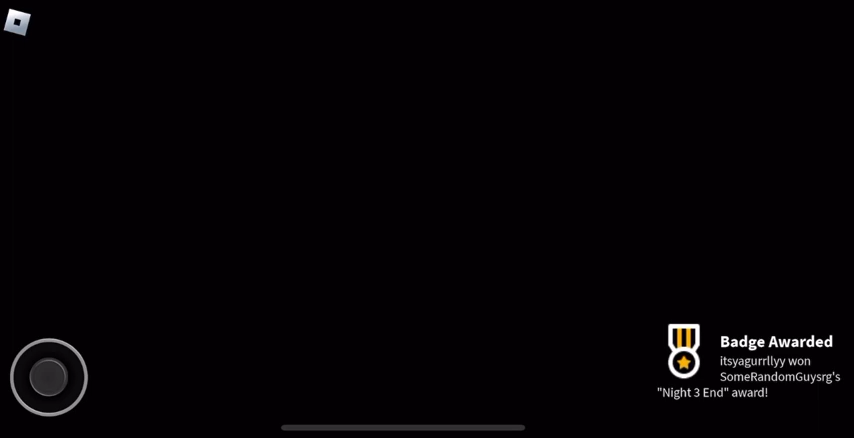 Badge Awarded
itsyagurrllyy won
SomeRandomGuysrg's
"Night 3 End" award!